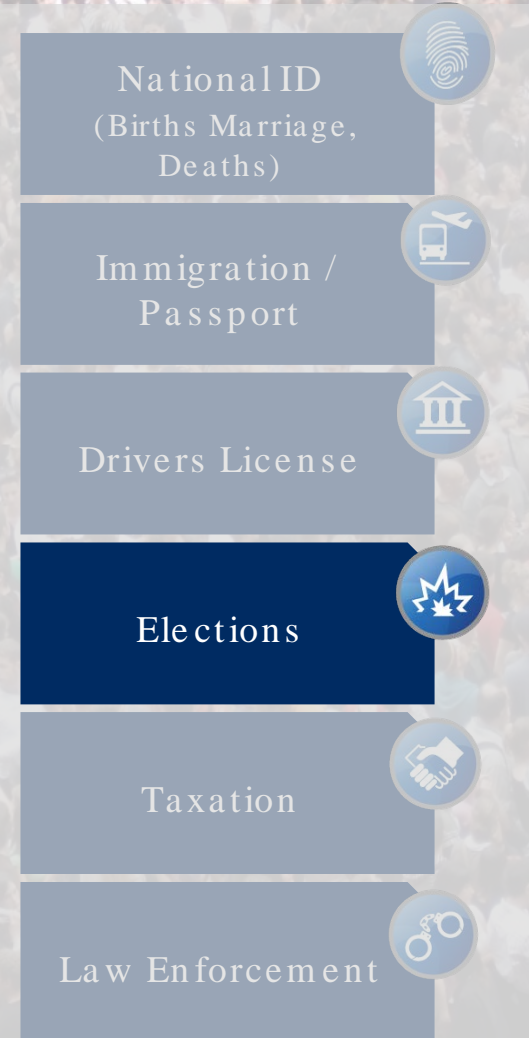 National ID
(Births Marriage,
Deaths)
Immigration /
Passport
Drivers License
Elections
Taxation
Law Enforcement